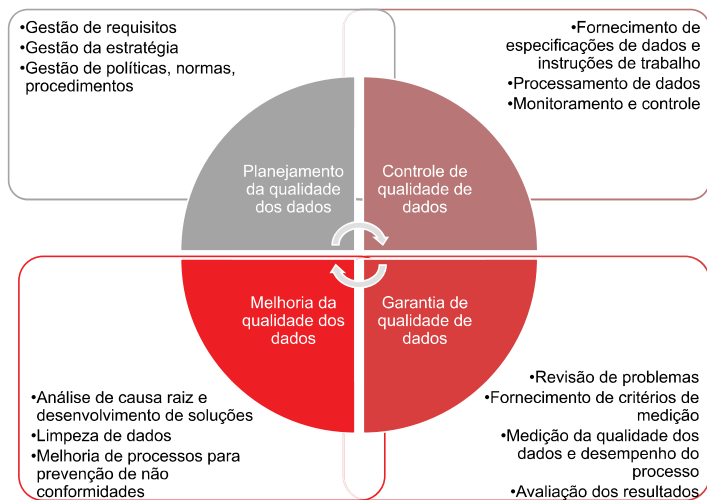 •Gestão de requisitos
•Gestão da estratégia
•Gestão de políticas, normas,
procedimentos
•Fornecimento de
especificações de dados e
instruções de trabalho
•Processamento de dados
•Monitoramento e controle
Planejamento
da qualidade
dos dados
Controle de
qualidade de
dados
Melhoria da
qualidade dos
dados
Garantia de
qualidade de
dados
•Análise de causa raiz e
desenvolvimento de soluções
•Limpeza de dados
•Melhoria de processos para
prevenção de não
conformidades
•Revisão de problemas
•Fornecimento de critérios de
medição
•Medição da qualidade dos
dados e desempenho do
processo
•Avaliação dos resultados